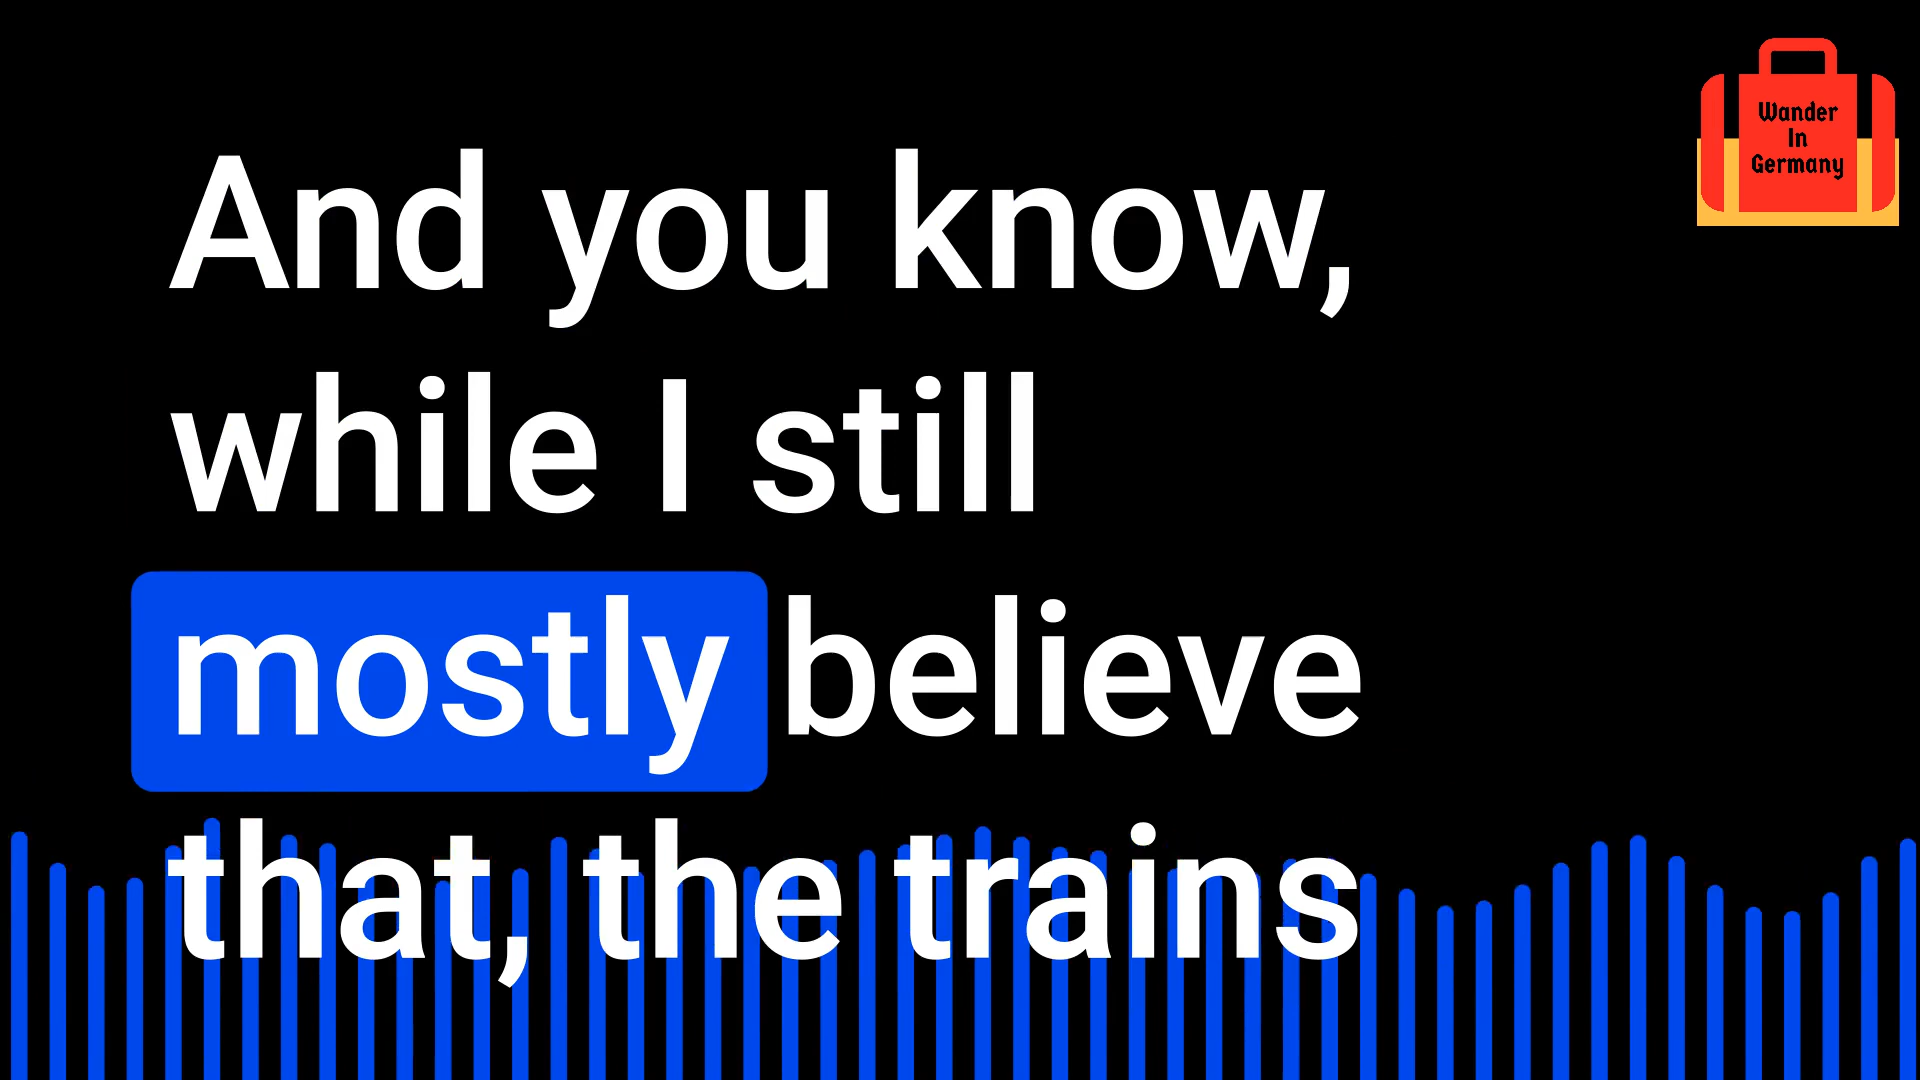 And you know,
while I still
mostly believe
that, the trains
Wander
In
Germany